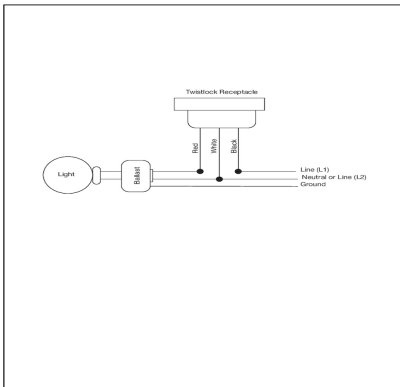 Twistlock Receptacle
Red
White
Black
Light
Ballast
Line (L1)
Neutral or Line (L2)
Ground